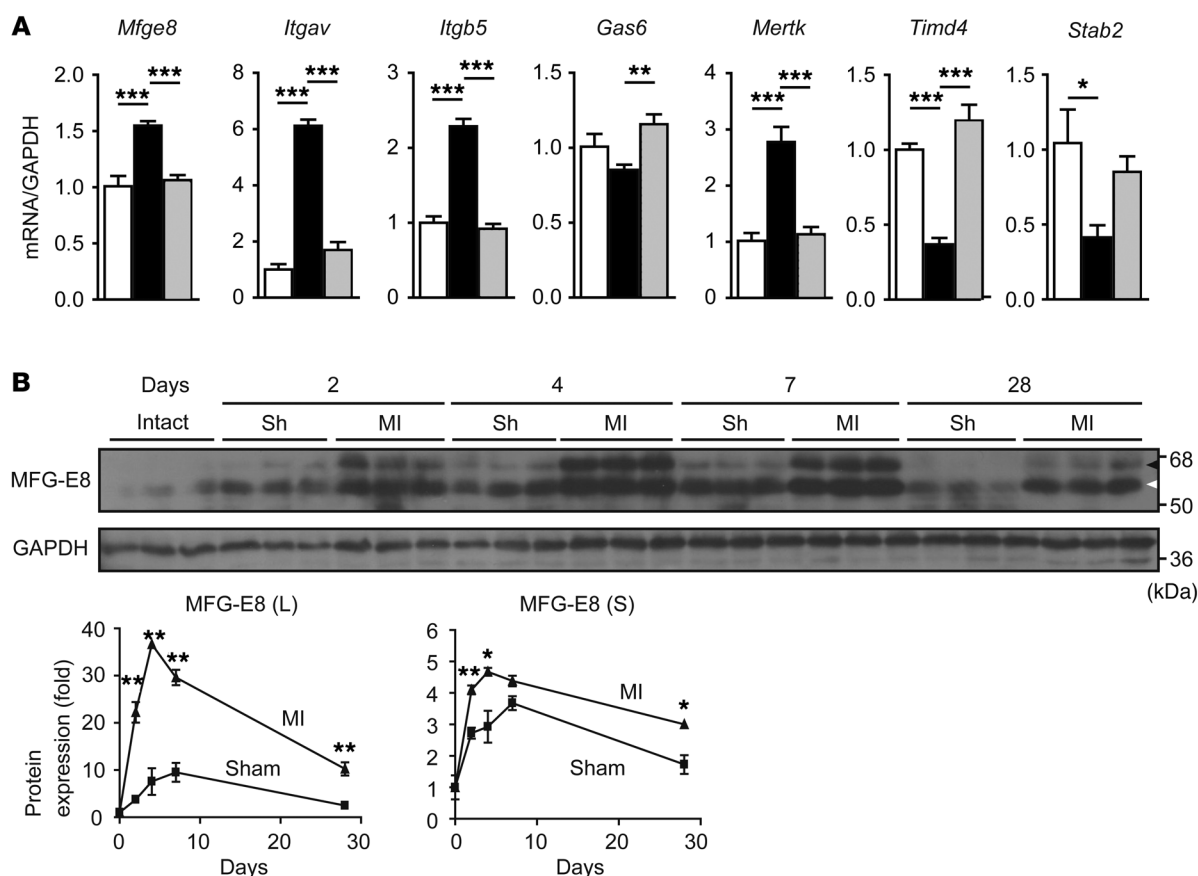 A
Mfge8 Itgav Itgb5 Gas6 Mertk Timd4 Stab2
mRNA/GAPDH
2.0 1.5 1.0 0.5 0.0
*** ***
8 6 4 2 0
*** ***
3 2 1 0
*** ***
1.5 1.0 0.5 0.0
**
4 3 2 1 0
*** ***
1.5 1.0 0.5 0.0
*** ***
1.5 1.0 0.5 0.0
*
B
Days 2 4 7 28
Intact Sh MI Sh MI Sh MI Sh MI
MFG-E8
68
50
GAPDH
36
(kDa)
MFG-E8 (L)
Protein
expression (fold)
40 30 20 10 0
** ** ** **
MI
Sham
0 10 20 30
Days
MFG-E8 (S)
6 5 4 3 2 1 0
** * *
MI
Sham
0 10 20 30
Days